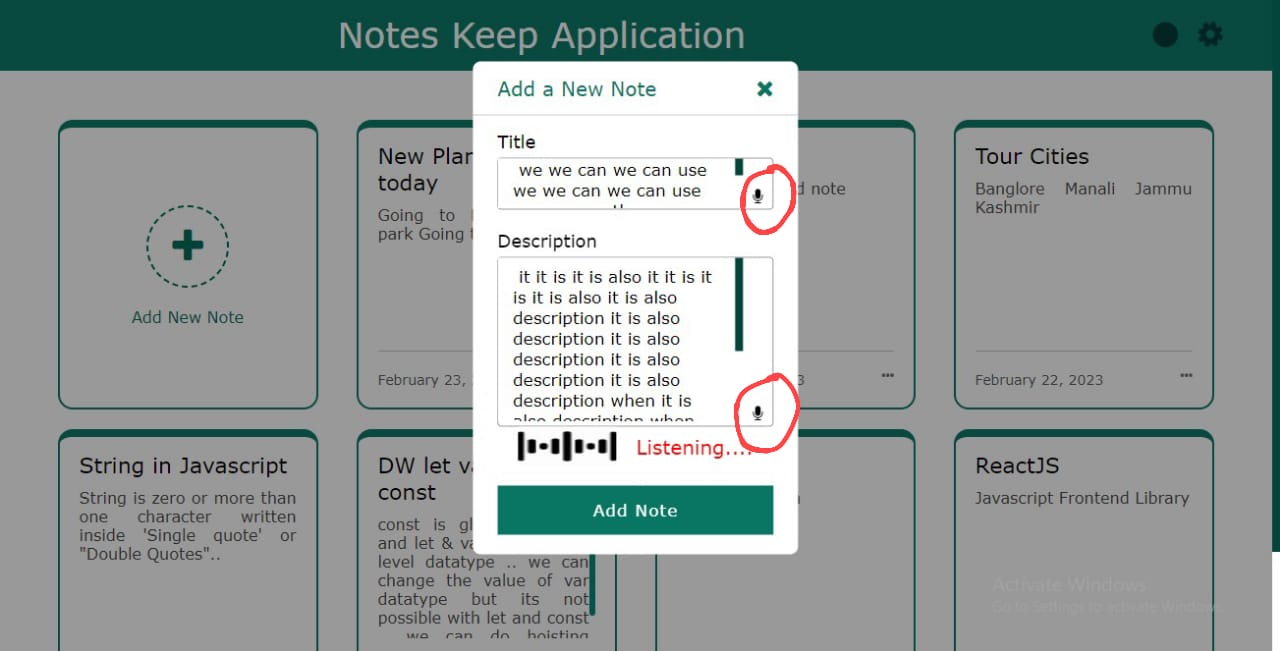 Notes Keep Application
Add a New Note
Title
we we can we can use
we we can we can use
Description
it it is it is also it it is it
is it is also it is also
description it is also
description it is also
description it is also
description it is also
description when it is
also description when
Listening....
Add Note
Add New Note
New Plan
today
Going to
park Going
February 23,
note
Tour Cities
Banglore Manali Jammu
Kashmir
February 22, 2023
String in Javascript
String is zero or more than
one character written
inside 'Single quote' or
"Double Quotes"..
DW let
const
const is
and let &
level datatype .. we can
change the value of var
datatype but its not
possible with let and const
.. we can do hoisting
ReactJS
Javascript Frontend Library
Activate Windows
Go to Settings to activate Windows.